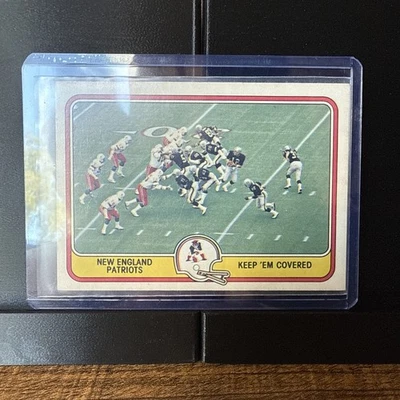 NEW ENGLAND
PATRIOTS
KEEP 'EM COVERED